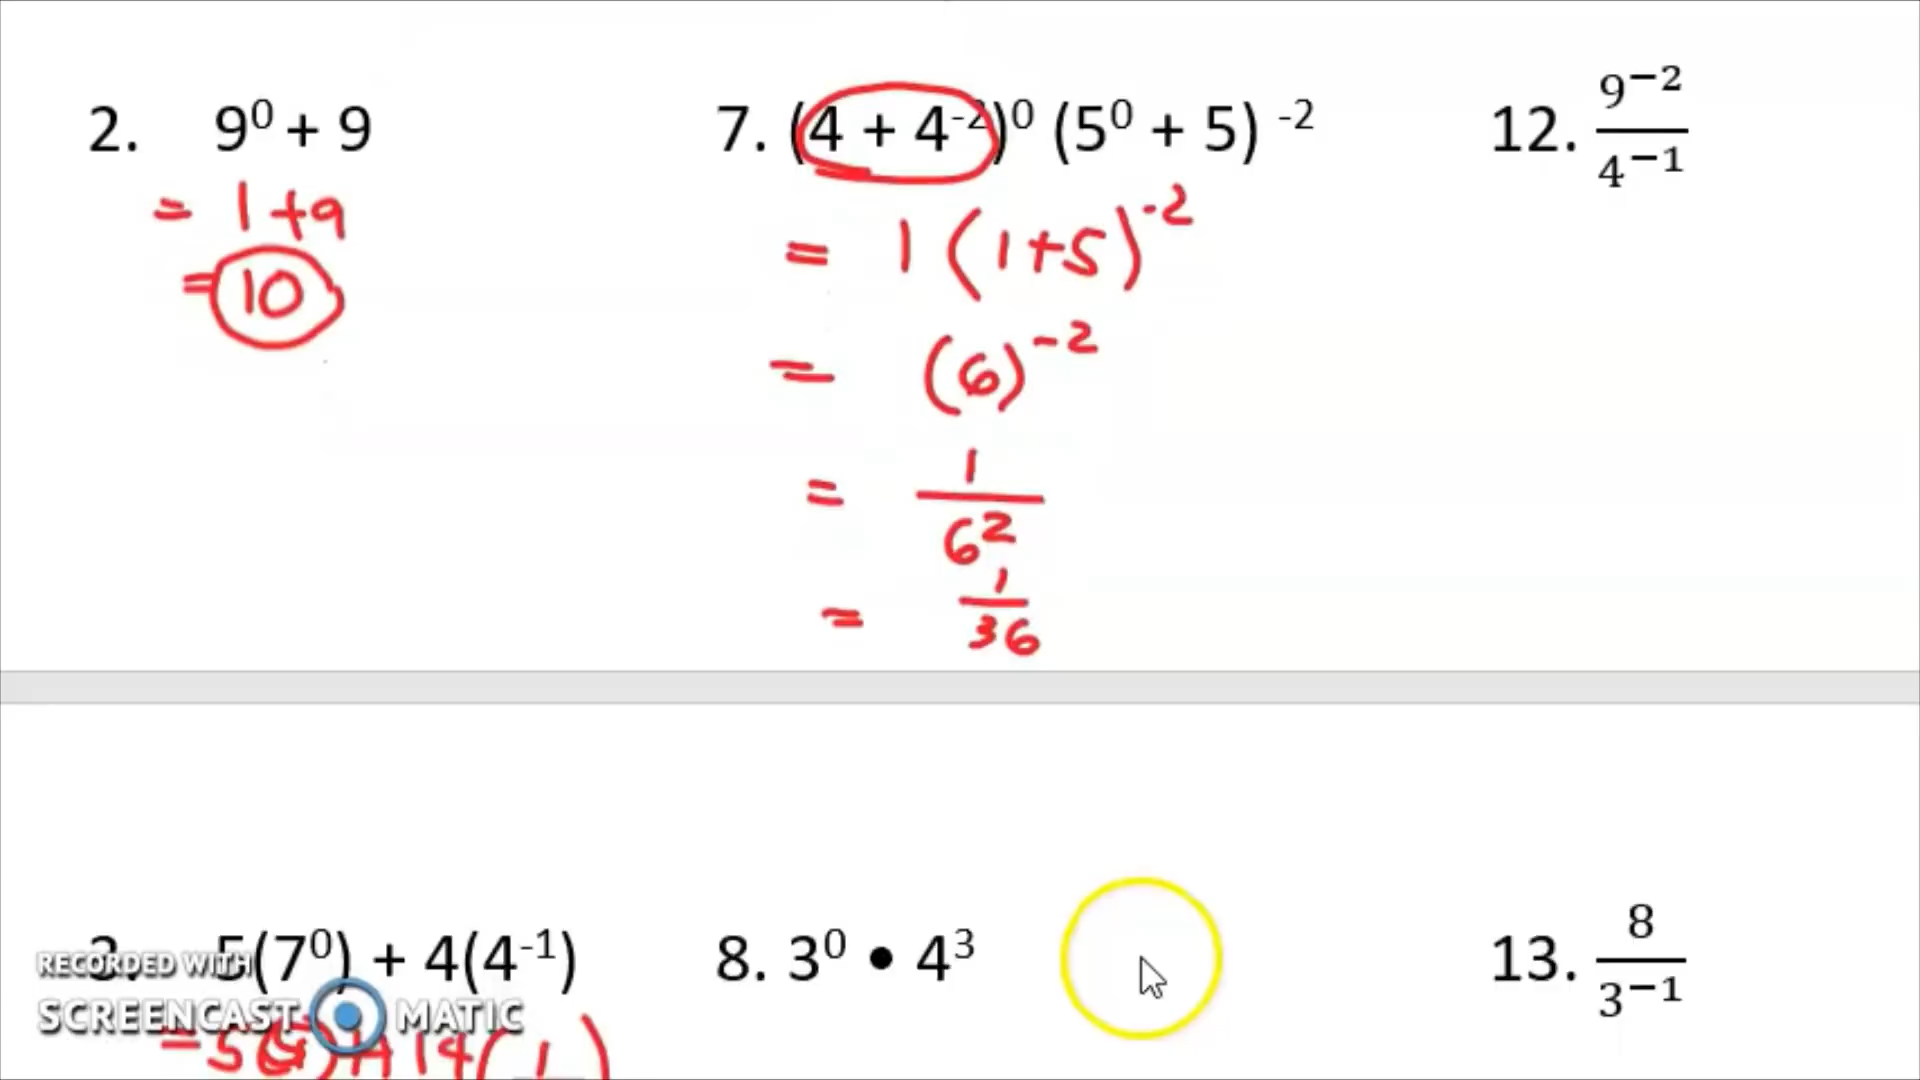 2. 9⁰ + 9
= 1 + 9
= 10
7. (4 + 4⁻²)⁰ (5⁰ + 5) ⁻²
= 1 (1+5)⁻²
= (6)⁻²
= 1/6²
= 1/36
12. 9⁻²/4⁻¹
3. 5(7⁰) + 4(4⁻¹)
8. 3⁰ • 4³
13. 8/3⁻¹
RECORDED WITH
SCREENCAST MATIC